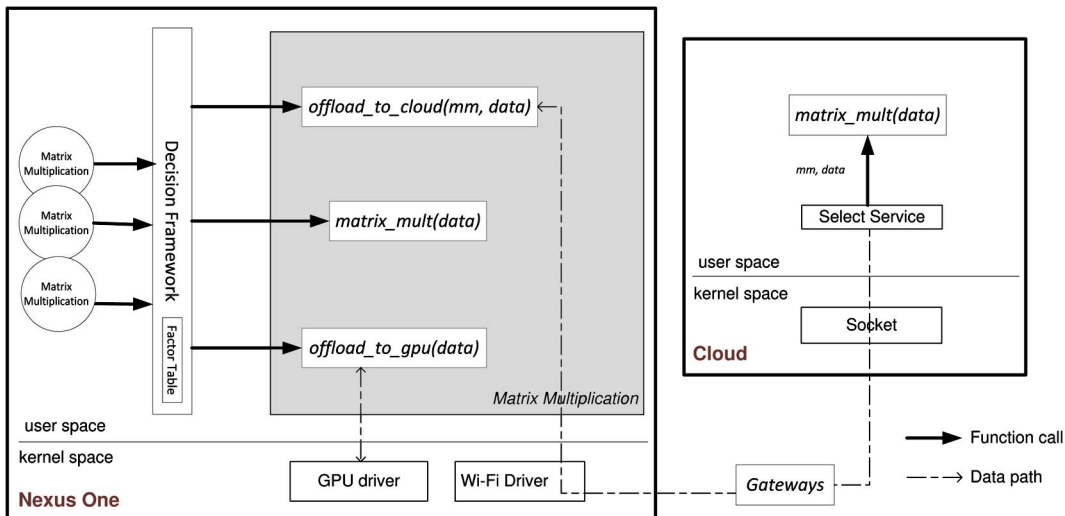 Matrix
Multiplication
Matrix
Multiplication
Matrix
Multiplication
Decision Framework
Factor Table
offload_to_cloud(mm, data)
matrix_mult(data)
offload_to_gpu(data)
Matrix Multiplication
user space
kernel space
GPU driver
Wi-Fi Driver
Nexus One
matrix_mult(data)
mm, data
Select Service
user space
kernel space
Socket
Cloud
Gateways
Function call
Data path